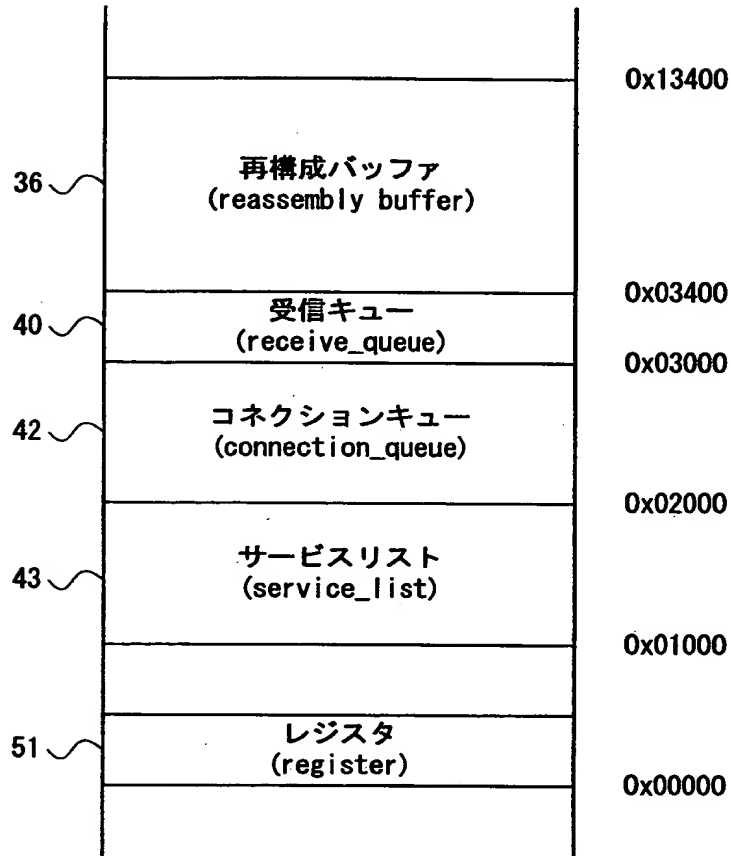 0x13400
再構成バッファ
(reassembly buffer)
36
0x03400
受信キュー
(receive_queue)
40
0x03000
コネクションキュー
(connection_queue)
42
0x02000
サービスリスト
(service_list)
43
0x01000
レジスタ
(register)
51
0x00000